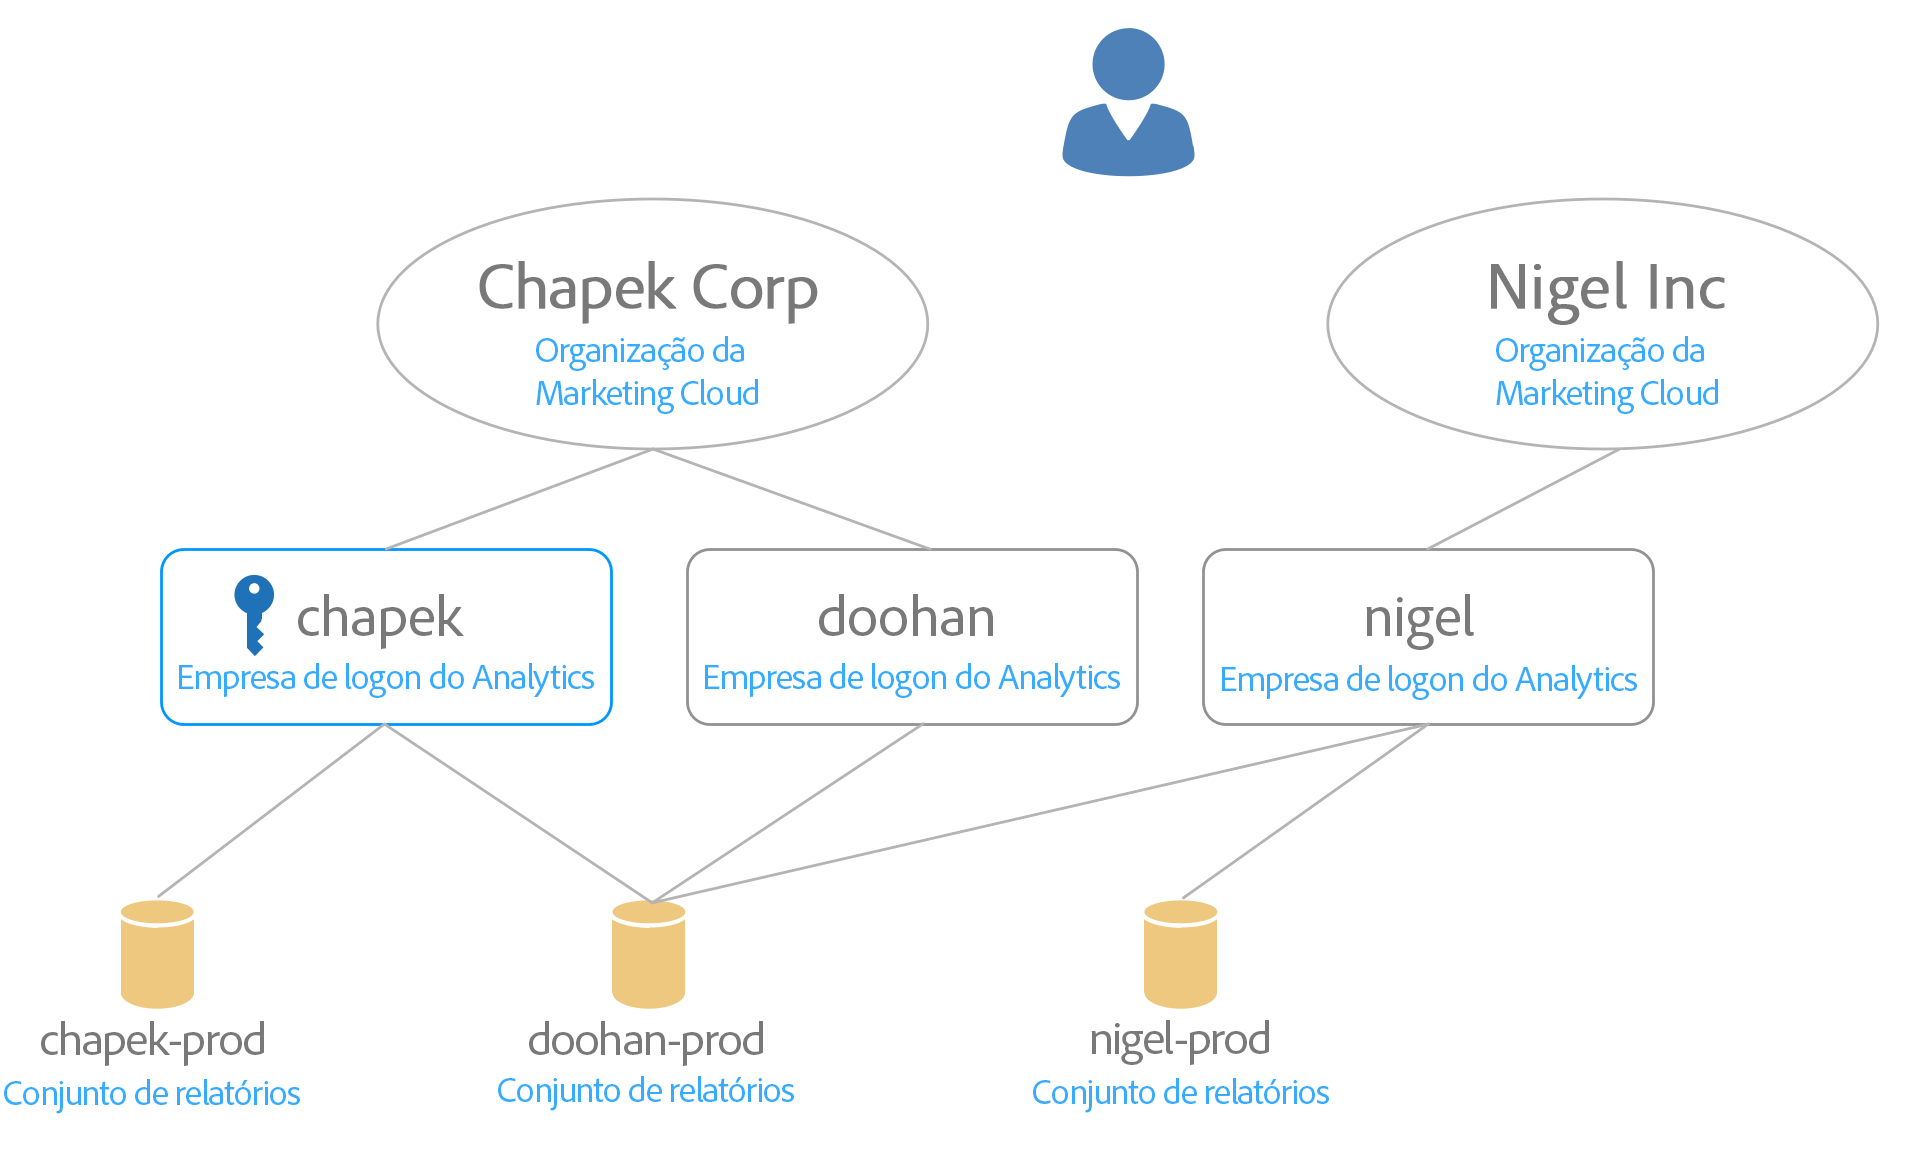 Chapek Corp
Organização da
Marketing Cloud
Nigel Inc
Organização da
Marketing Cloud
chapek
Empresa de logon do Analytics
doohan
Empresa de logon do Analytics
nigel
Empresa de logon do Analytics
chapek-prod
Conjunto de relatórios
doohan-prod
Conjunto de relatórios
nigel-prod
Conjunto de relatórios